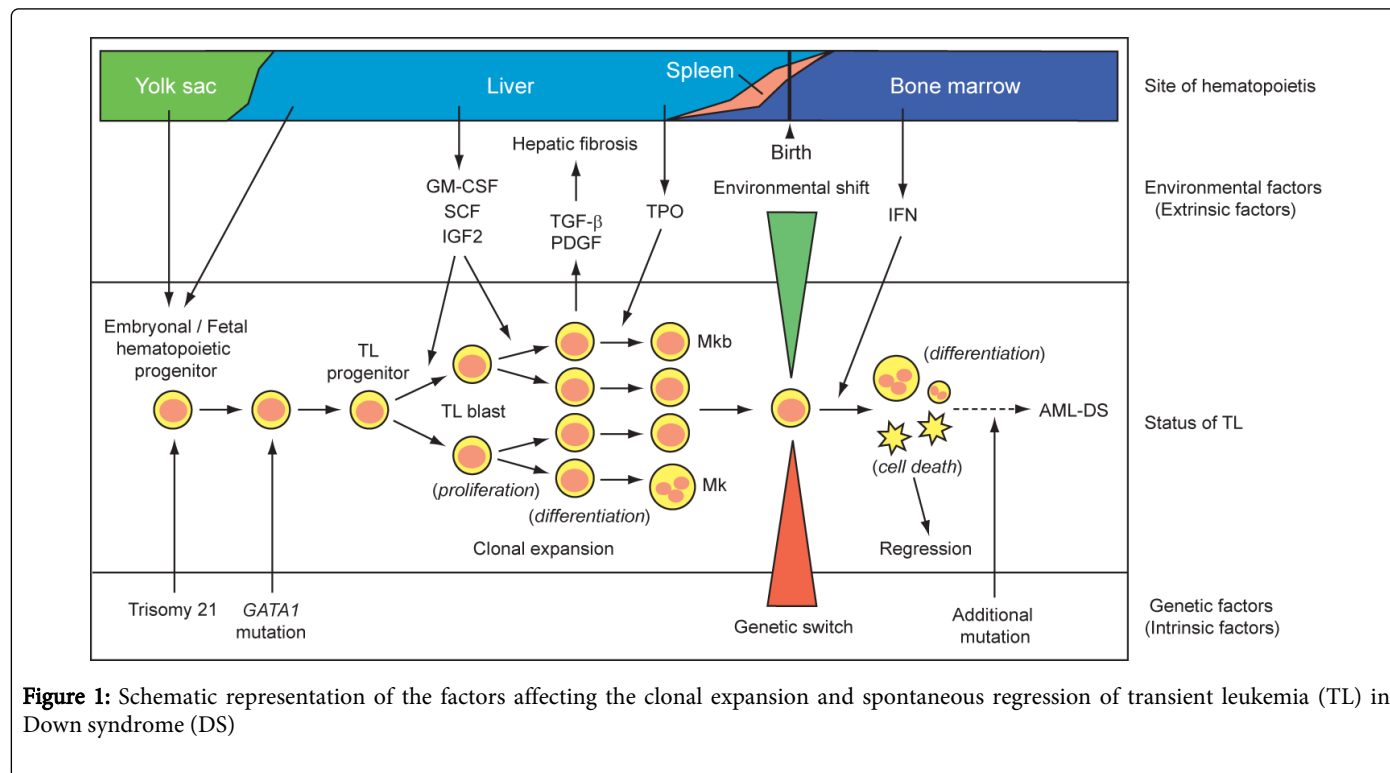 Yolk sac
Liver
Spleen
Bone marrow
Site of hematopoietis
Hepatic fibrosis
Birth
GM-CSF
SCF
IGF2
TGF-β
PDGF
TPO
Environmental shift
IFN
Environmental factors
(Extrinsic factors)
Embryonal / Fetal
hematopoietic
progenitor
TL
progenitor
TL blast
(proliferation)
Mkb
Mk
(differentiation)
Clonal expansion
(differentiation)
(cell death)
Regression
AML-DS
Status of TL
Trisomy 21
GATA1
mutation
Genetic switch
Additional
mutation
Genetic factors
(Intrinsic factors)
Figure 1: Schematic representation of the factors affecting the clonal expansion and spontaneous regression of transient leukemia (TL) in
Down syndrome (DS)